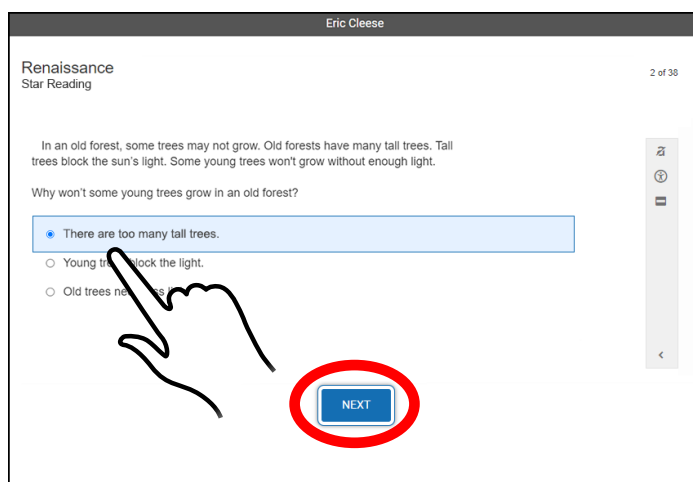 Eric Cleese
Renaissance
Star Reading
2 of 38
In an old forest, some trees may not grow. Old forests have many tall trees. Tall
trees block the sun's light. Some young trees won't grow without enough light.
Why won't some young trees grow in an old forest?
There are too many tall trees.
Young block the light.
Old trees
NEXT